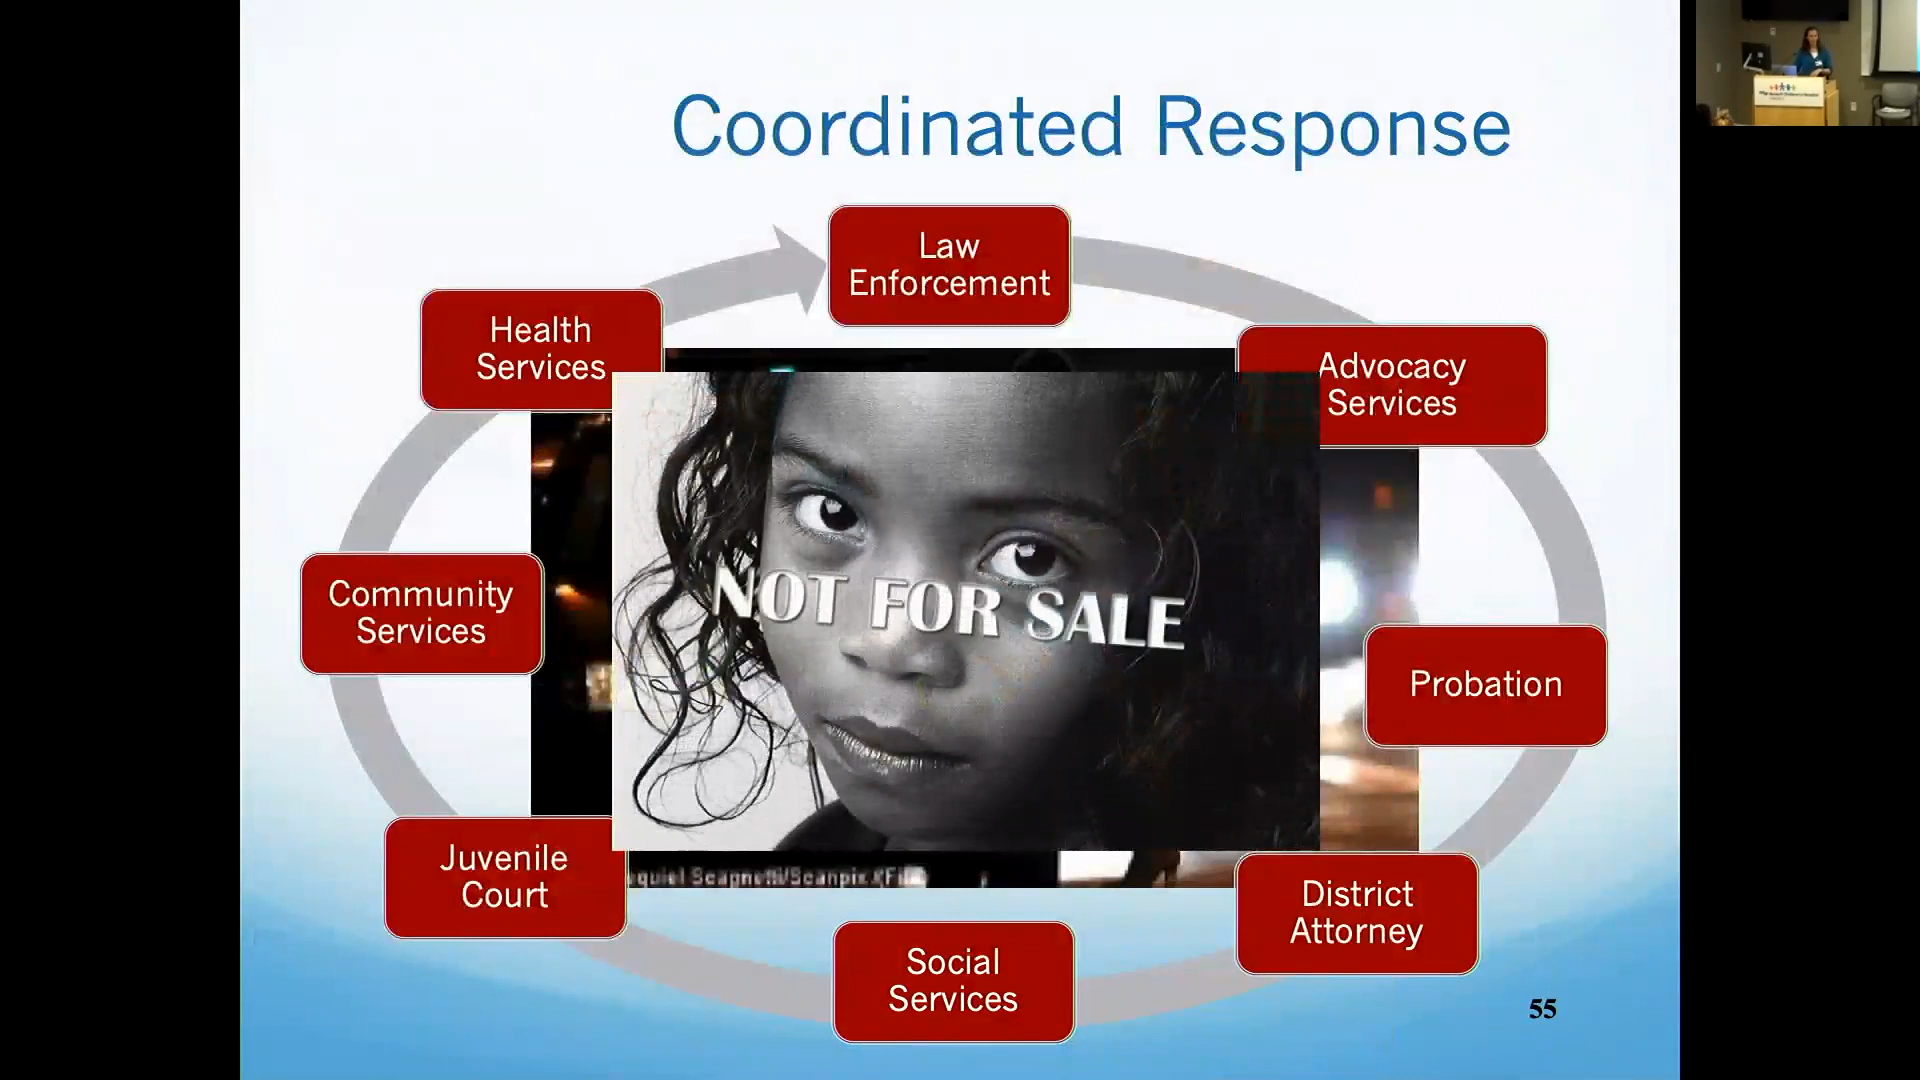 Coordinated Response
Law
Enforcement
Health
Services
Advocacy
Services
NOT FOR SALE
Community
Services
Probation
Juvenile
Court
District
Attorney
Social
Services
55